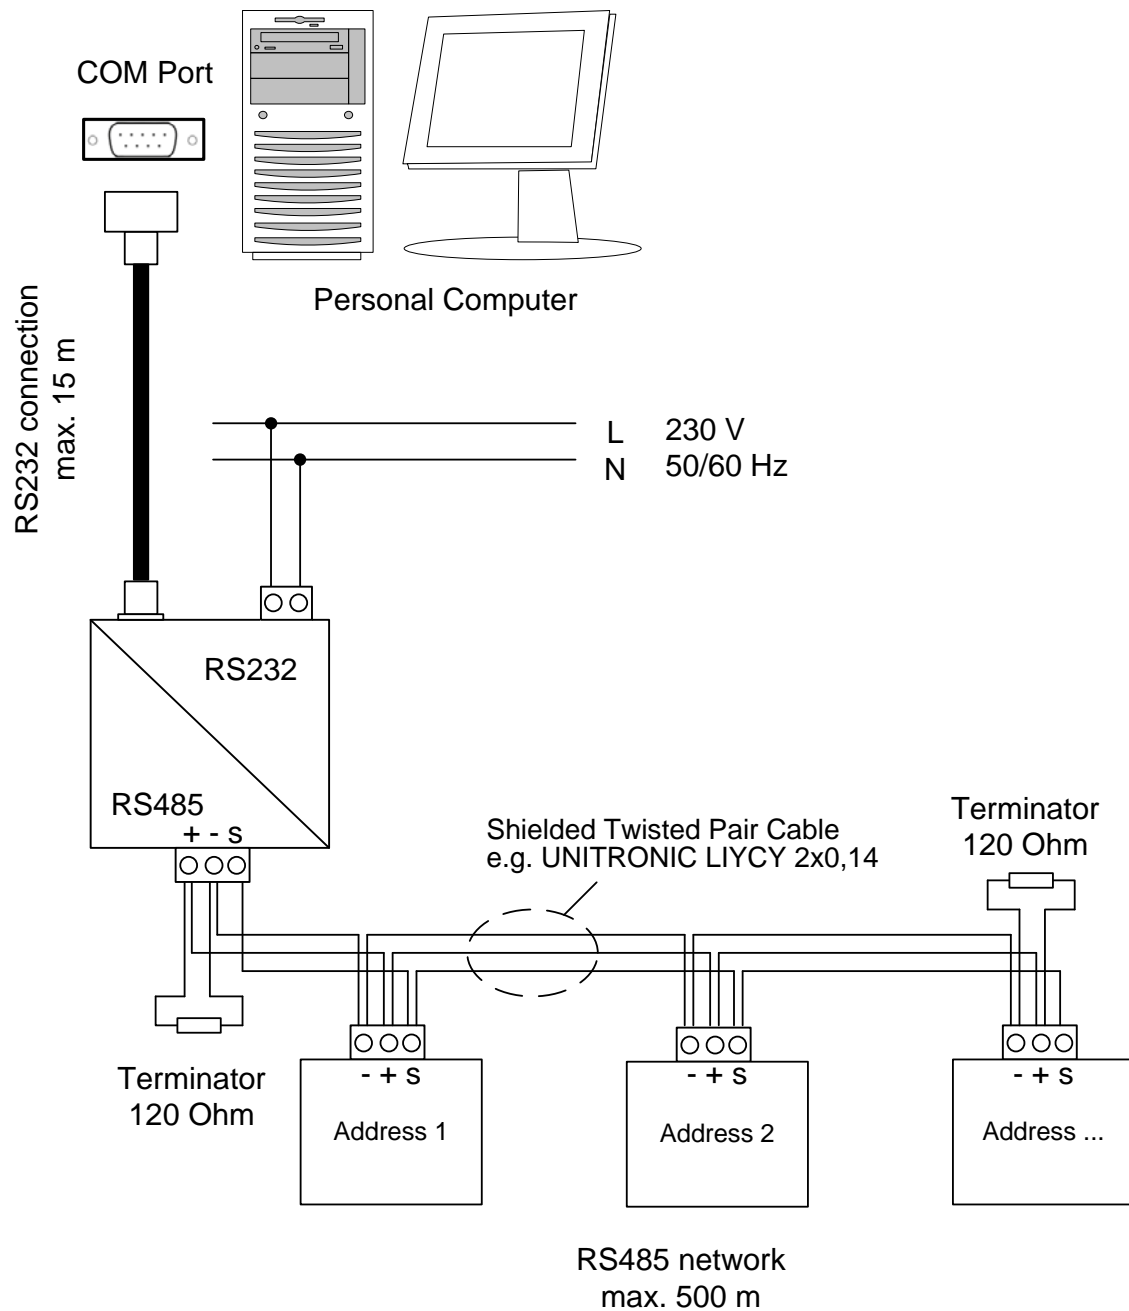 COM Port
Personal Computer
RS232 connection
max. 15 m
L 230 V
N 50/60 Hz
RS232
RS485
+ - s
Shielded Twisted Pair Cable
e.g. UNITRONIC LIYCY 2x0,14
Terminator
120 Ohm
Terminator
120 Ohm
- + s
Address 1
- + s
Address 2
- + s
Address ...
RS485 network
max. 500 m